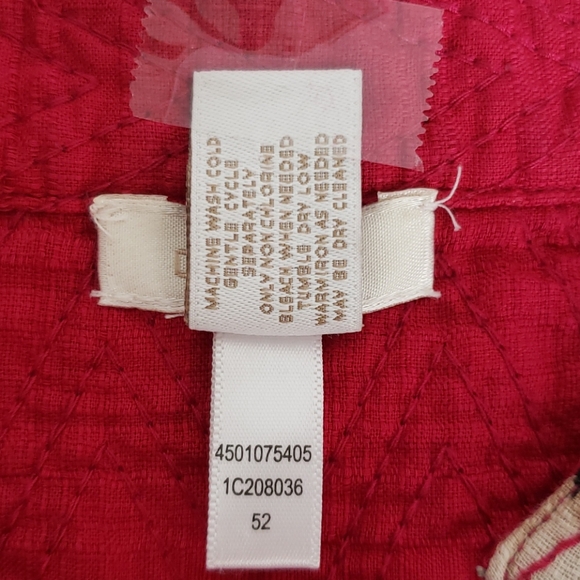 MACHINE WASH COLD
GENTLE CYCLE
SEPARATELY
ONLY NON CHLORINE
BLEACH WHEN NEEDED
TUMBLE DRY LOW
WARM IRON AS NEEDED
MAY BE DRY CLEANED
4501075405
1C208036
52